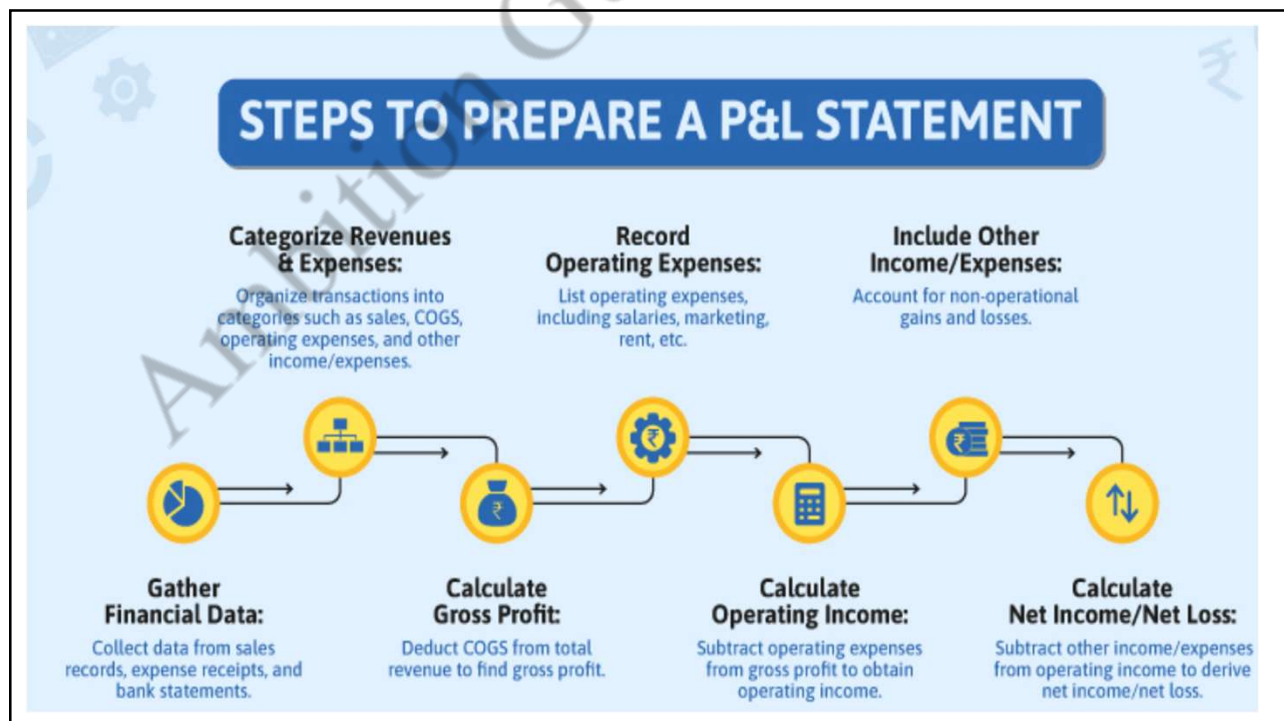 STEPS TO PREPARE A P&L STATEMENT
Gather
Financial Data:
Collect data from sales
records, expense receipts, and
bank statements.
Categorize Revenues
& Expenses:
Organize transactions into
categories such as sales, COGS,
operating expenses, and other
income/expenses.
Calculate
Gross Profit:
Deduct COGS from total
revenue to find gross profit.
Record
Operating Expenses:
List operating expenses,
including salaries, marketing,
rent, etc.
Calculate
Operating Income:
Subtract operating expenses
from gross profit to obtain
operating income.
Include Other
Income/Expenses:
Account for non-operational
gains and losses.
Calculate
Net Income/Net Loss:
Subtract other income/expenses
from operating income to derive
net income/net loss.
Ambition